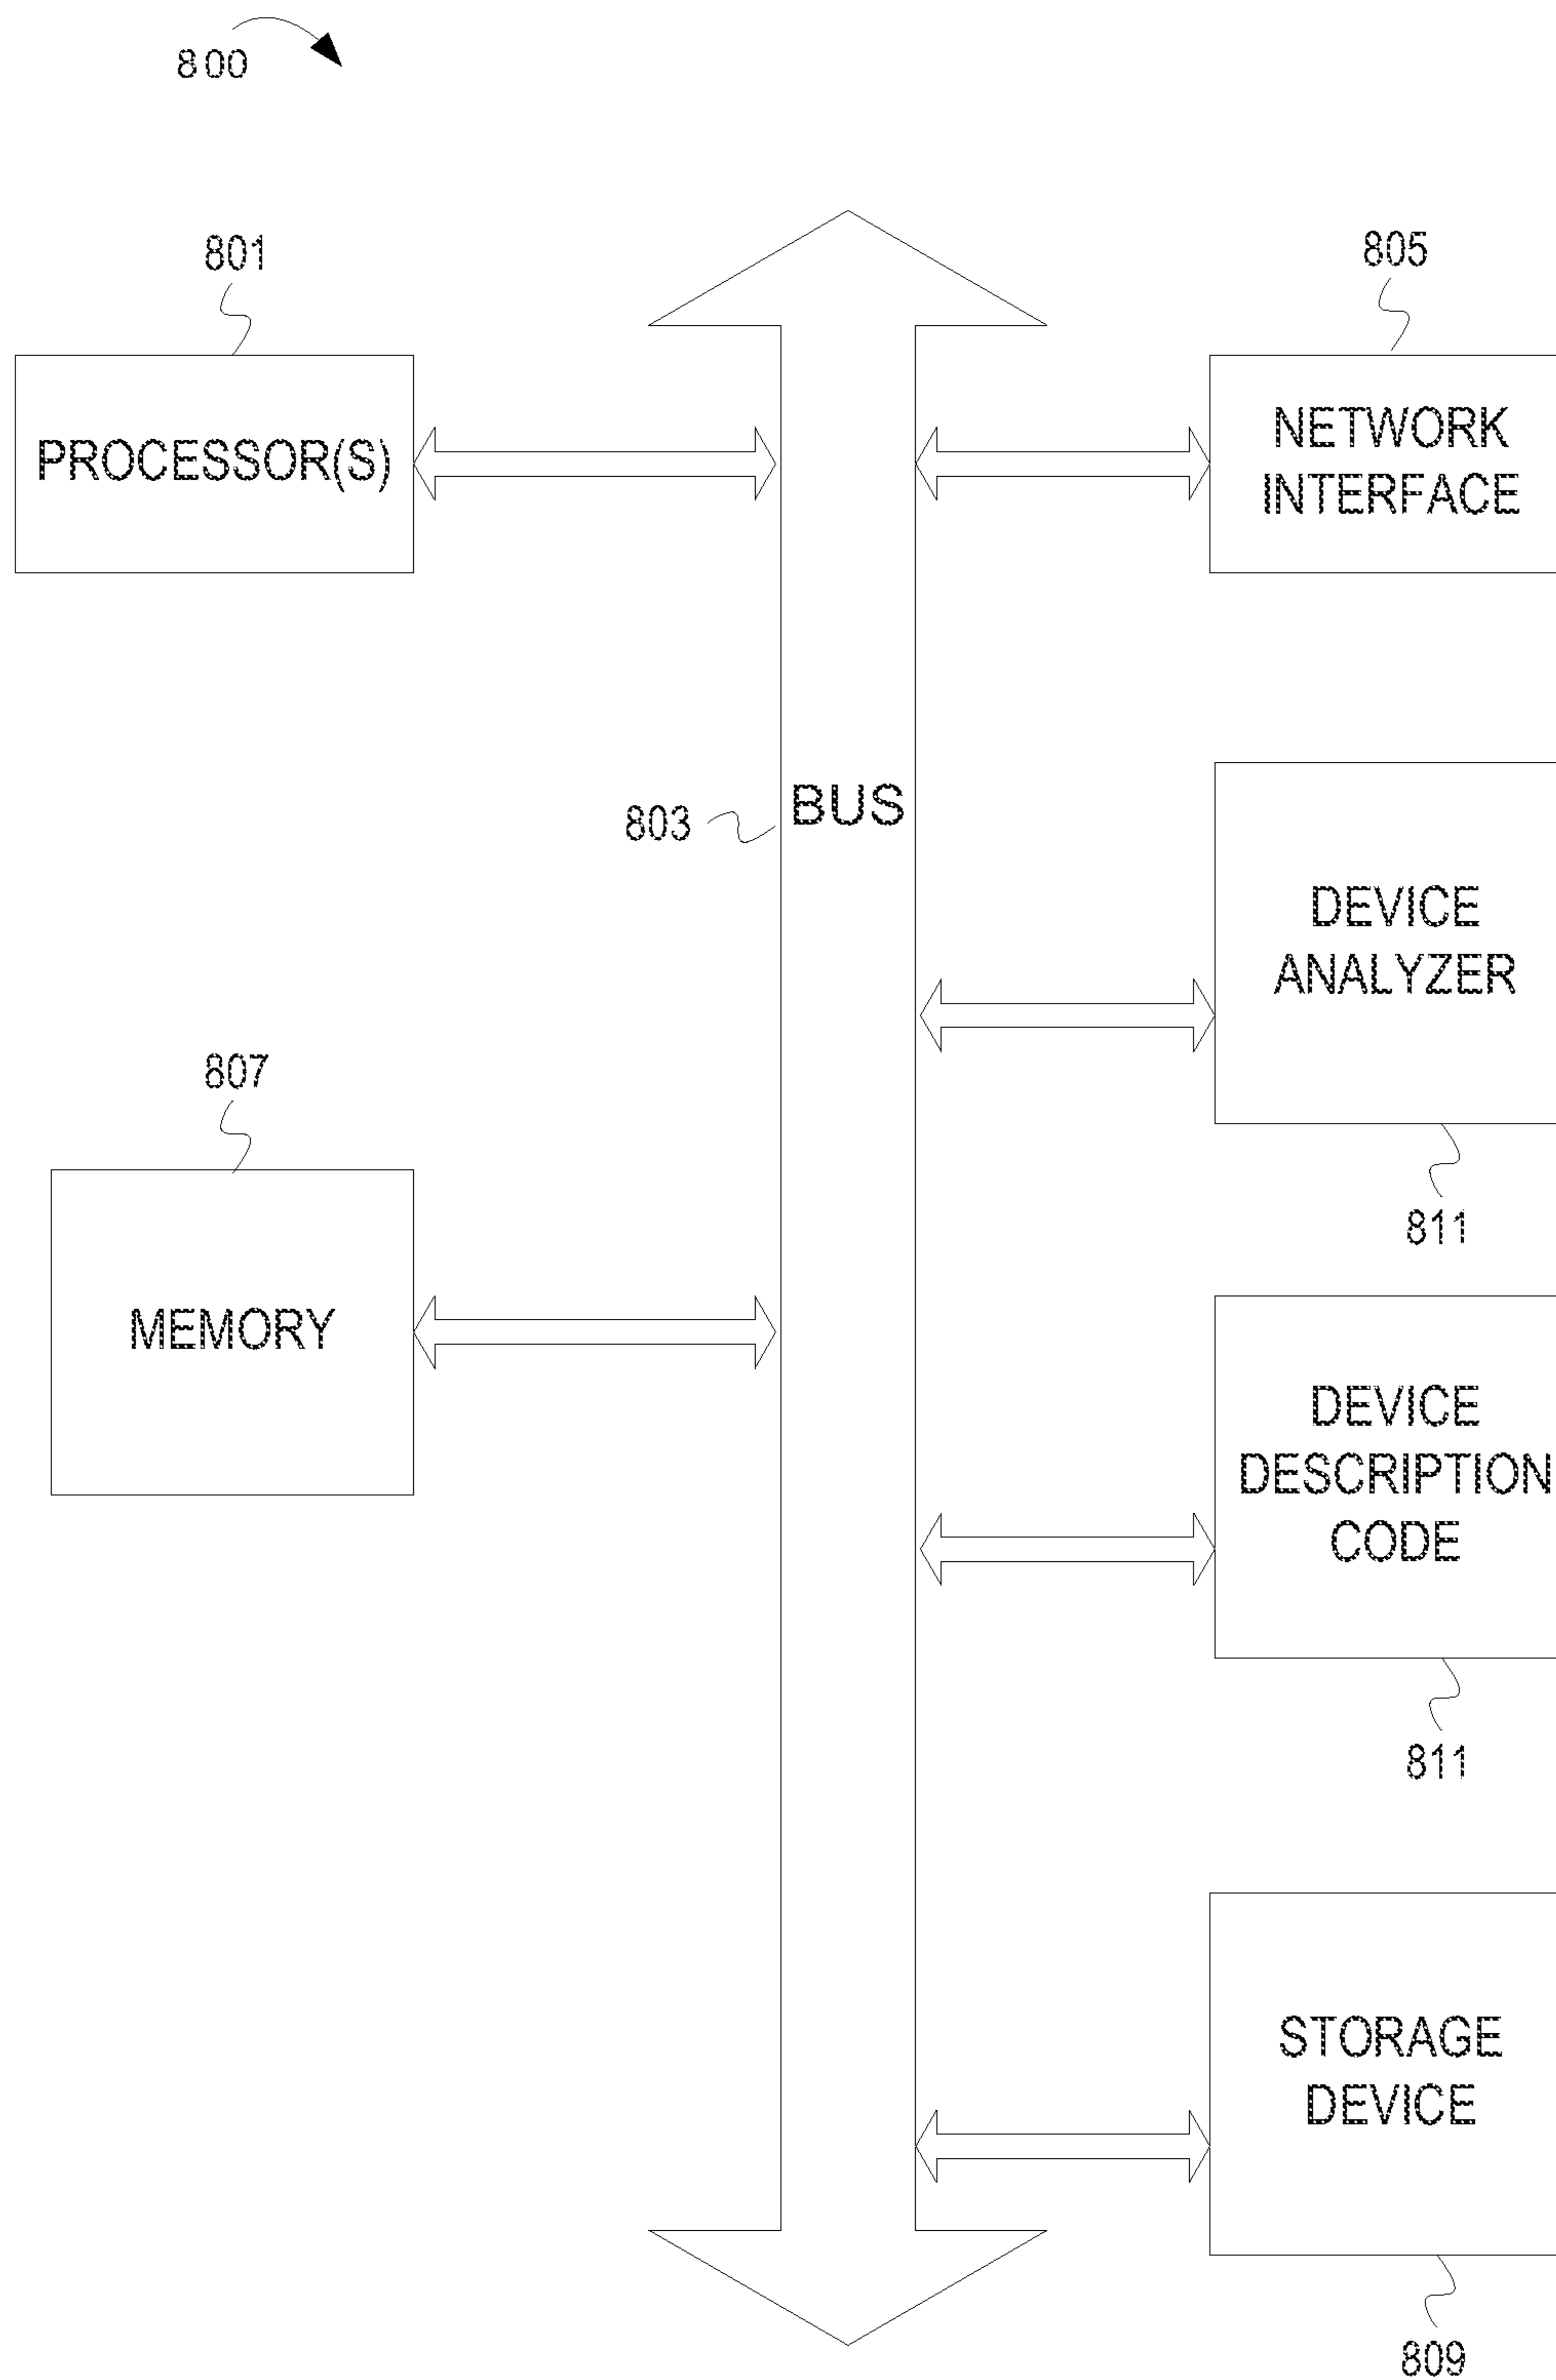 800
801
805
PROCESSOR(S)
NETWORK
INTERFACE
803
BUS
DEVICE
ANALYZER
807
811
MEMORY
DEVICE
DESCRIPTION
CODE
811
STORAGE
DEVICE
809